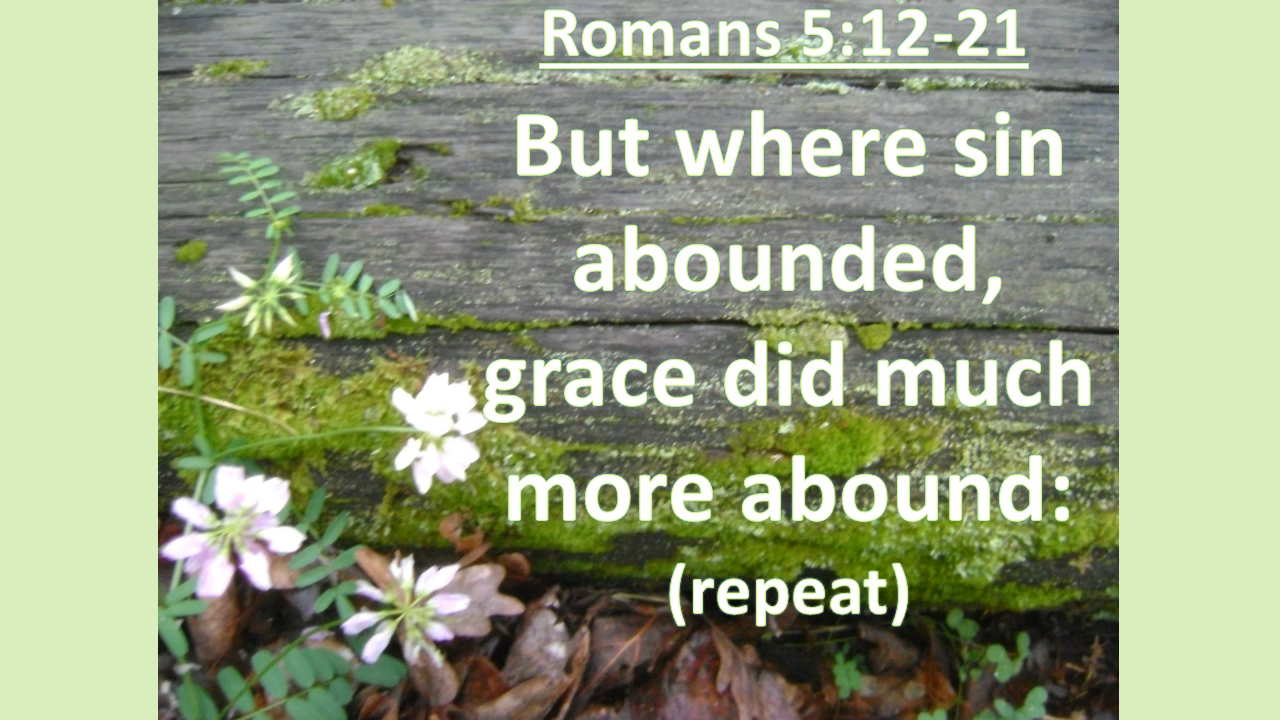 Romans 5:12-21
But where sin
abounded,
grace did much
more abound:
(repeat)